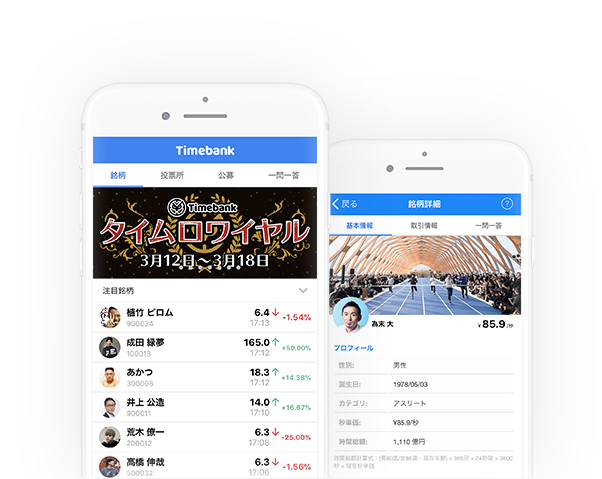 Timebank
銘柄 投票所 公募 一問一答
Timebank
タイムロワイヤル
3月12日〜3月18日
注目銘柄
植竹 ピロム 6.4↓ -1.54%
900034 17:13
成田 緑夢 165.0↑ +50.00%
100013 17:12
あかつ 18.3↑ +14.38%
300006 17:12
井上 公造 14.0↑ +16.67%
900011 17:10
荒木 僚一 6.3↓ -25.00%
200012 17:08
高橋 伸哉 6.3↓ -1.56%
500032 17:06
戻る 銘柄詳細 ?
基本情報 取引情報 一問一答
為末 大 ¥85.9/秒
プロフィール
性別: 男性
誕生日: 1978/05/03
カテゴリ: アスリート
秒単価: ¥85.9/秒
時間総額: 1,110 億円
時間総額計算式：(男80歳/女86歳 - 現在年齢) × 365日 × 24時間 × 3600
秒 × 現在秒単価